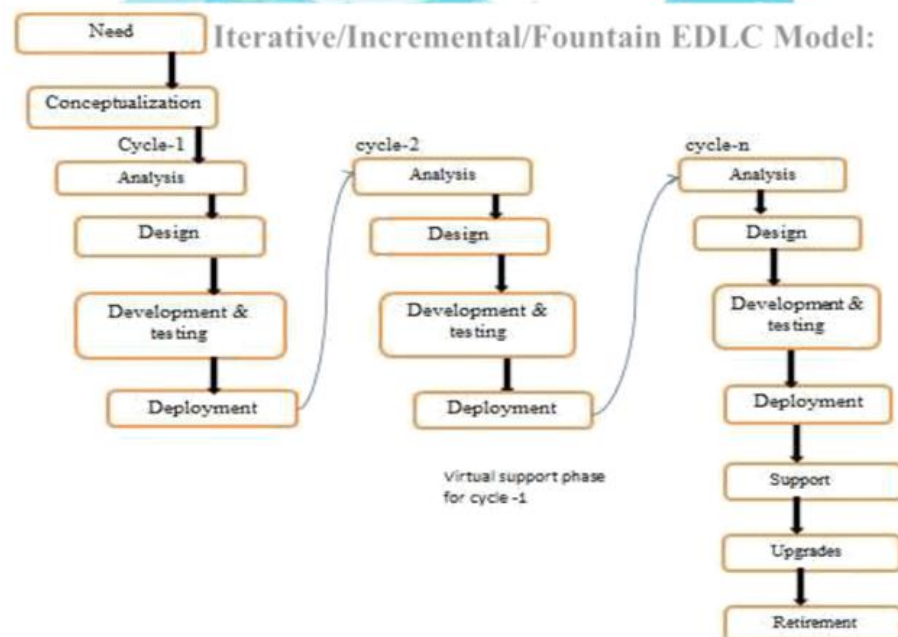 Need
Iterative/Incremental/Fountain EDLC Model:
Conceptualization
Cycle-1
Analysis
Design
Development &
testing
Deployment
cycle-2
Analysis
Design
Development &
testing
Deployment
Virtual support phase
for cycle -1
cycle-n
Analysis
Design
Development &
testing
Deployment
Support
Upgrades
Retirement